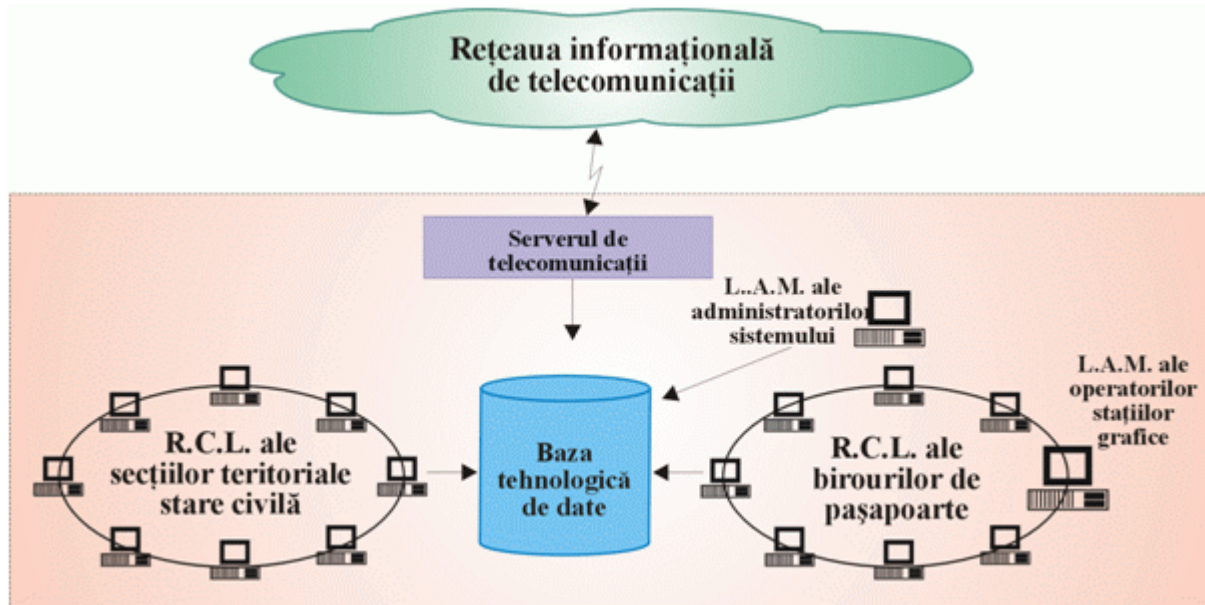 Rețeaua informațională
de telecomunicații
Serverul de
telecomunicații
L..A.M. ale
administratorilor
sistemului
L.A.M. ale
operatorilor
stațiilor
grafice
R.C.L. ale
secțiilor teritoriale
stare civilă
Baza
tehnologică
de date
R.C.L. ale
birourilor de
pașapoarte